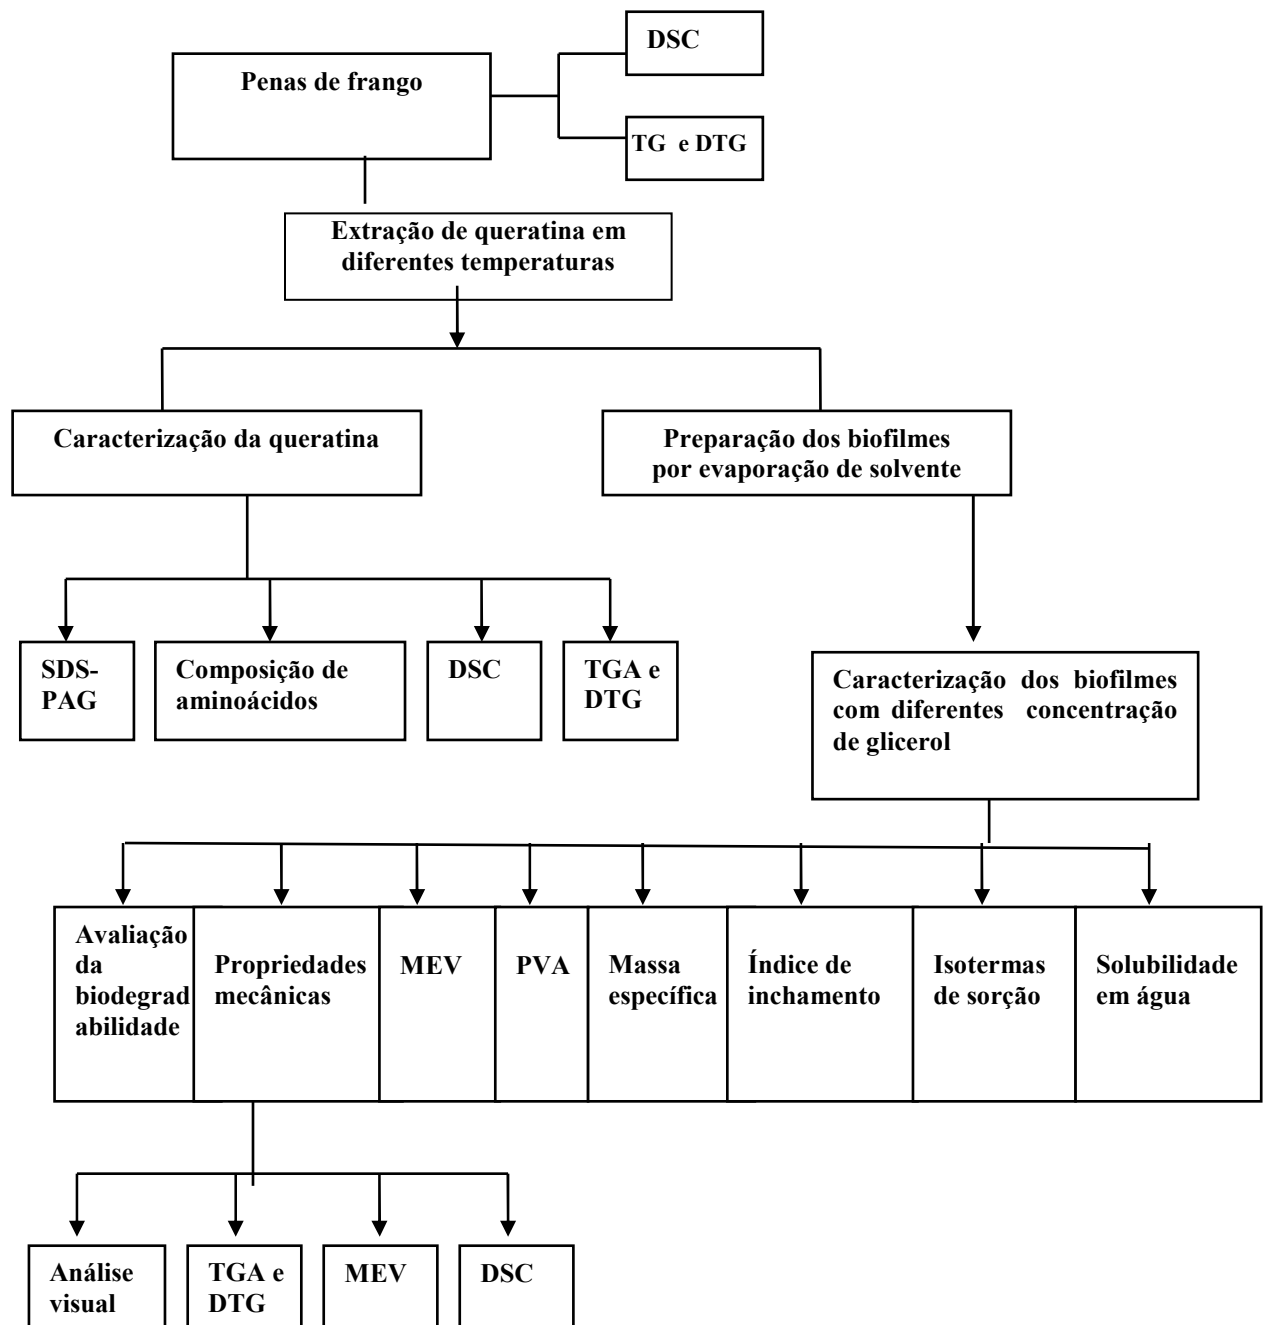 DSC
Penas de frango
TG e DTG
Extração de queratina em
diferentes temperaturas
Caracterização da queratina
Preparação dos biofilmes
por evaporação de solvente
SDS-
PAG
Composição de
aminoácidos
DSC
TGA e
DTG
Caracterização dos biofilmes
com diferentes concentração
de glicerol
Avaliação
da
biodegrad
abilidade
Propriedades
mecânicas
MEV
PVA
Massa
específica
Índice de
inchamento
Isotermas
de sorção
Solubilidade
em água
Análise
visual
TGA e
DTG
MEV
DSC